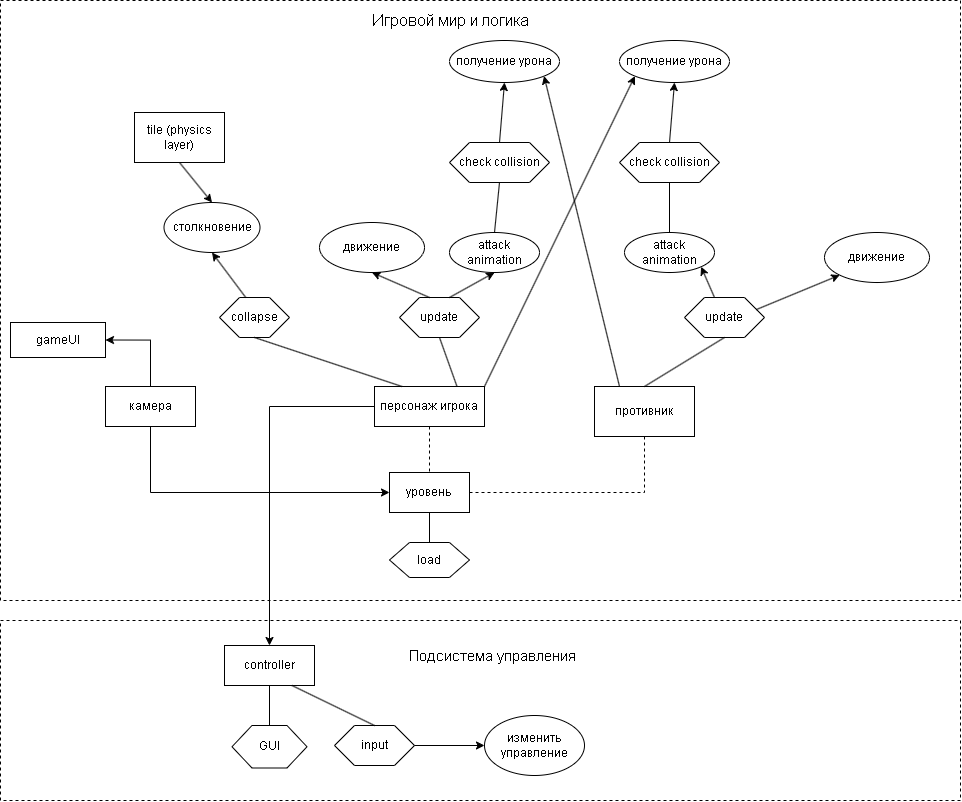 Игровой мир и логика
получение урона
получение урона
tile (physics
layer)
check collision
check collision
столкновение
движение
attack
animation
attack
animation
движение
collapse
update
update
gameUI
камера
персонаж игрока
противник
уровень
load
Подсистема управления
controller
GUI
input
изменить
управление